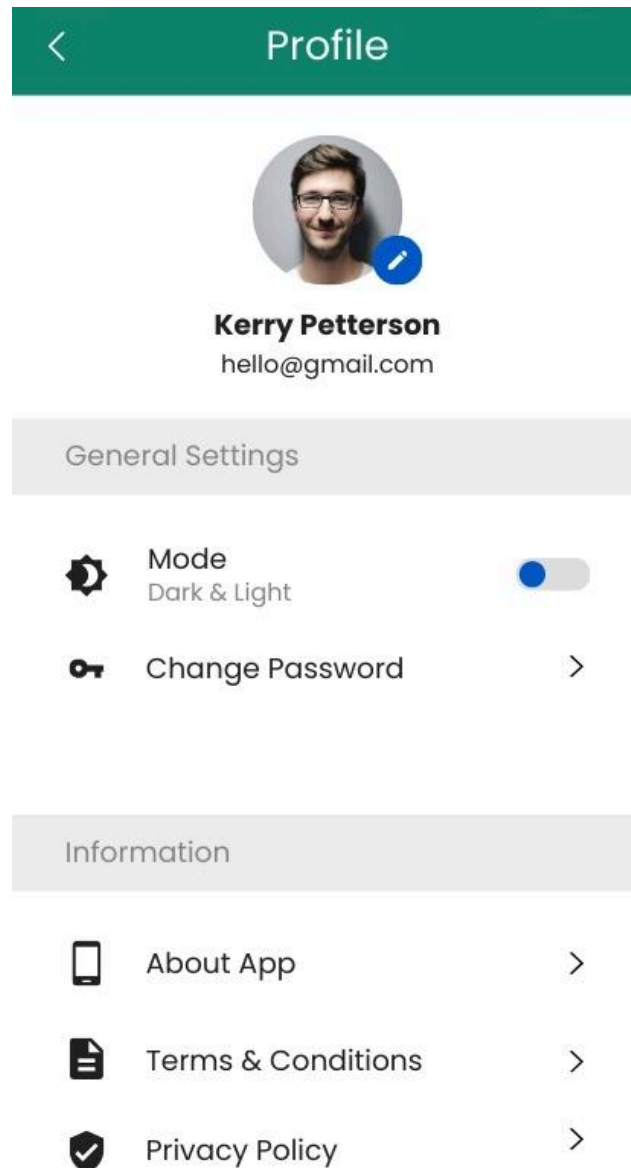 Profile
Kerry Petterson
hello@gmail.com
General Settings
Mode
Dark & Light
Change Password
Information
About App
Terms & Conditions
Privacy Policy